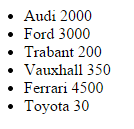 Audi 2000
Ford 3000
Trabant 200
Vauxhall 350
Ferrari 4500
Toyota 30